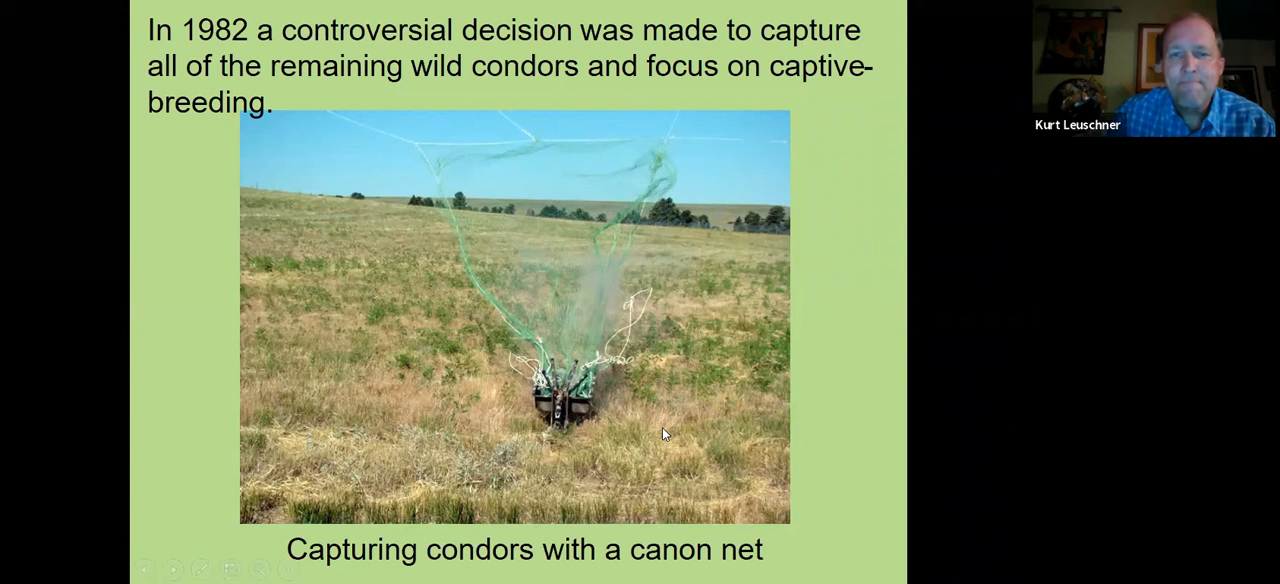 In 1982 a controversial decision was made to capture
all of the remaining wild condors and focus on captive-
breeding.
Kurt Leuschner
Capturing condors with a canon net